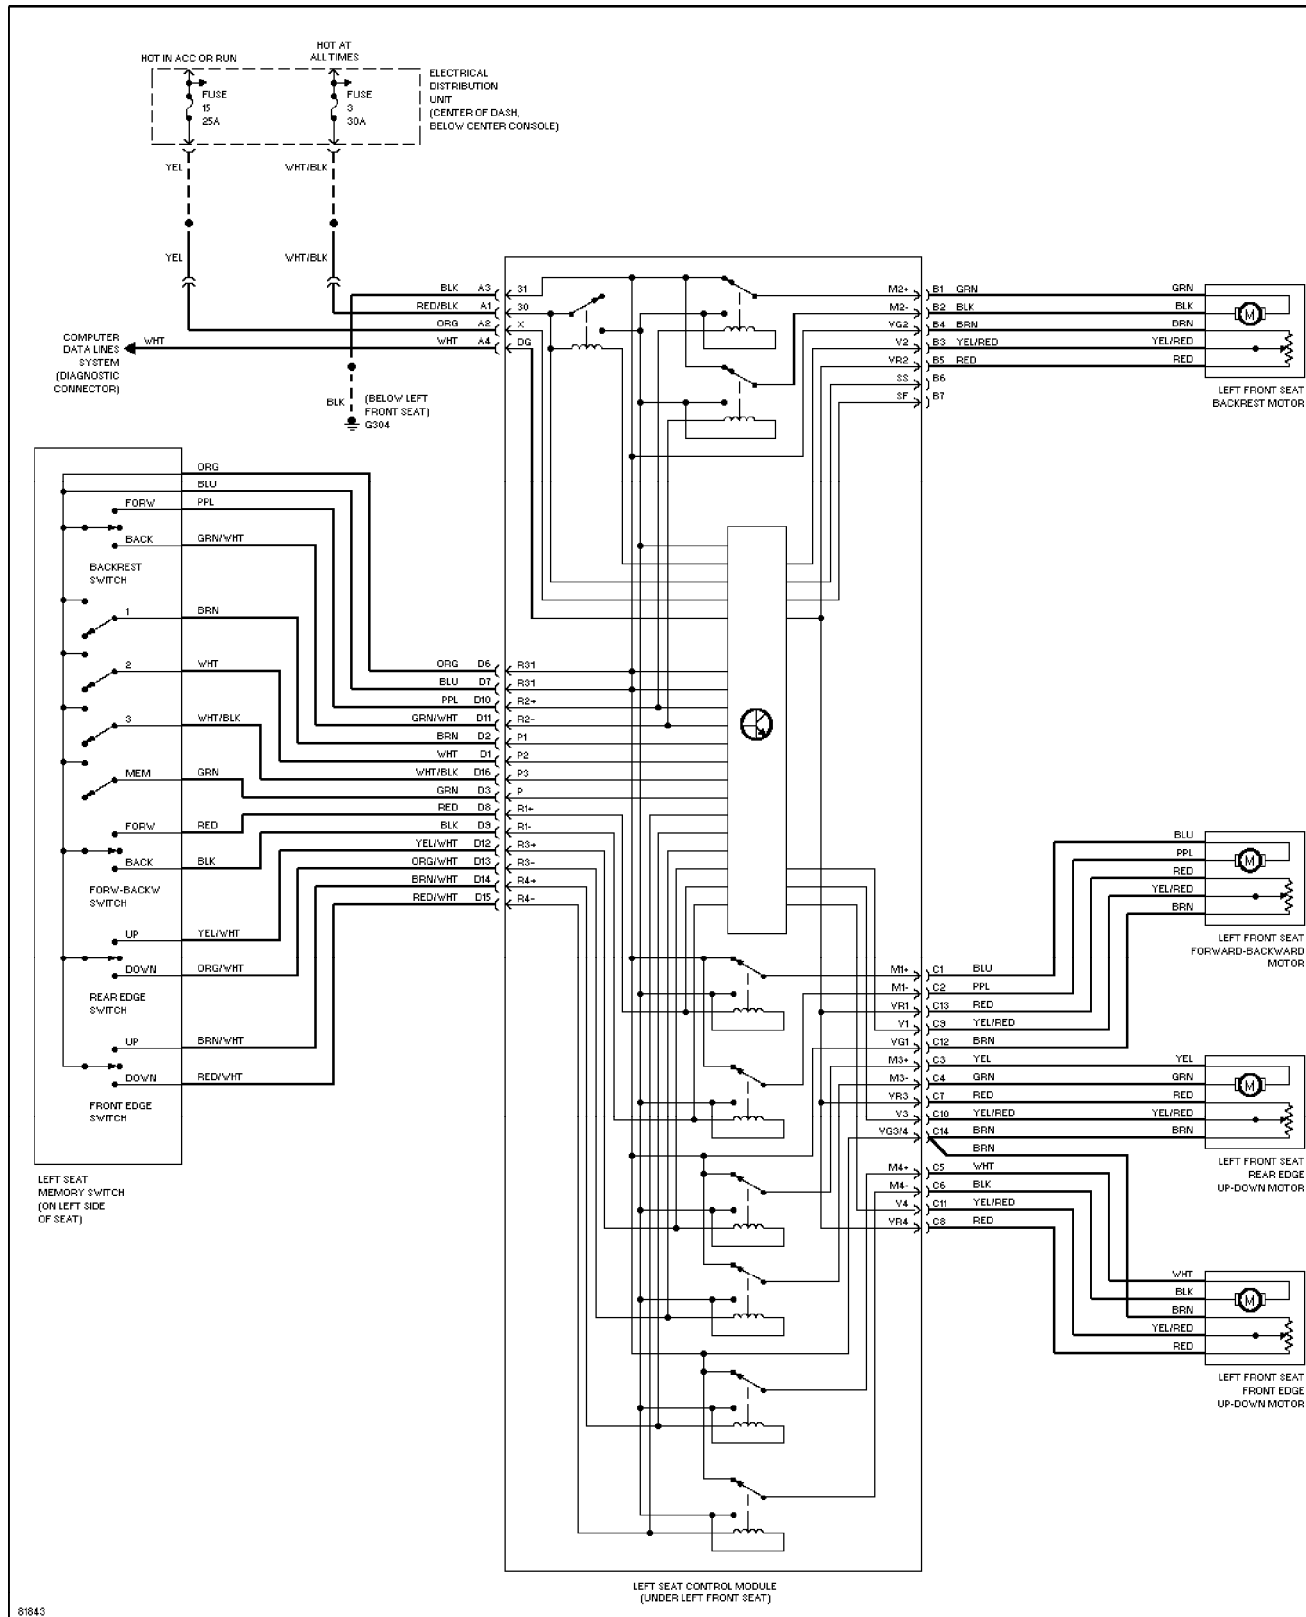 HOT IN ACC OR RUN
HOT AT
ALL TIMES
FUSE
15
25A
FUSE
3
30A
ELECTRICAL
DISTRIBUTION
UNIT
(CENTER OF DASH,
BELOW CENTER CONSOLE)
YEL
WHT/BLK
YEL
WHT/BLK
BLK A3 31
RED/BLK A1 30
ORG A2 X
WHT A4 DG
COMPUTER
DATA LINES
SYSTEM
(DIAGNOSTIC
CONNECTOR)
WHT
BLK
(BELOW LEFT
FRONT SEAT)
G304
M2+ B1 GRN GRN
M2- B2 BLK BLK
VG2 B4 BRN BRN
V2 B3 YEL/RED YEL/RED
VR2 B5 RED RED
SS B6
SF B7
M
LEFT FRONT SEAT
BACKREST MOTOR
ORG
BLU
FORW PPL
BACK GRN/WHT
BACKREST
SWITCH
1 BRN
2 WHT
3 WHT/BLK
MEM GRN
FORW RED
BACK BLK
FORW-BACKW
SWITCH
UP YEL/WHT
DOWN ORG/WHT
REAR EDGE
SWITCH
UP BRN/WHT
DOWN RED/WHT
FRONT EDGE
SWITCH
LEFT SEAT
MEMORY SWITCH
(ON LEFT SIDE
OF SEAT)
ORG D6 R31
BLU D7 R31
PPL D10 R2+
GRN/WHT D11 R2-
BRN D2 P1
WHT D1 P2
WHT/BLK D16 P3
GRN D3 P
RED D8 R1+
BLK D9 R1-
YEL/WHT D12 R3+
ORG/WHT D13 R3-
BRN/WHT D14 R4+
RED/WHT D15 R4-
BLU
PPL
RED
YEL/RED
BRN
M
LEFT FRONT SEAT
FORWARD-BACKWARD
MOTOR
M1+ C1 BLU
M1- C2 PPL
VR1 C13 RED
V1 C9 YEL/RED
VG1 C12 BRN
M3+ C3 YEL YEL
M3- C4 GRN GRN
VR3 C7 RED RED
V3 C10 YEL/RED YEL/RED
VG3/4 C14 BRN BRN
BRN
M4+ C5 WHT
M4- C6 BLK
V4 C11 YEL/RED
VR4 C8 RED
M
LEFT FRONT SEAT
REAR EDGE
UP-DOWN MOTOR
WHT
BLK
BRN
YEL/RED
RED
M
LEFT FRONT SEAT
FRONT EDGE
UP-DOWN MOTOR
LEFT SEAT CONTROL MODULE
(UNDER LEFT FRONT SEAT)
81843